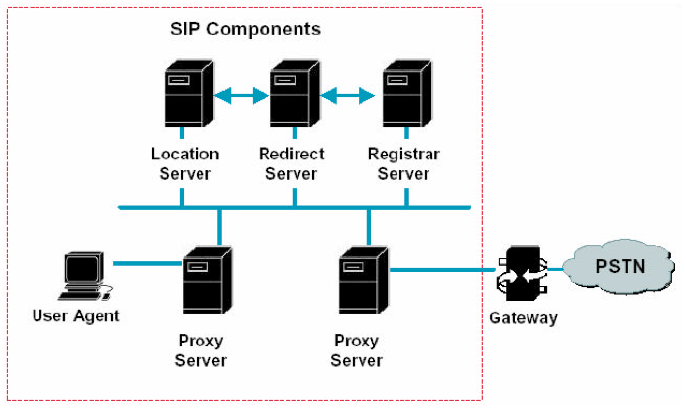 SIP Components
Location
Server
Redirect
Server
Registrar
Server
User Agent
Proxy
Server
Proxy
Server
Gateway
PSTN